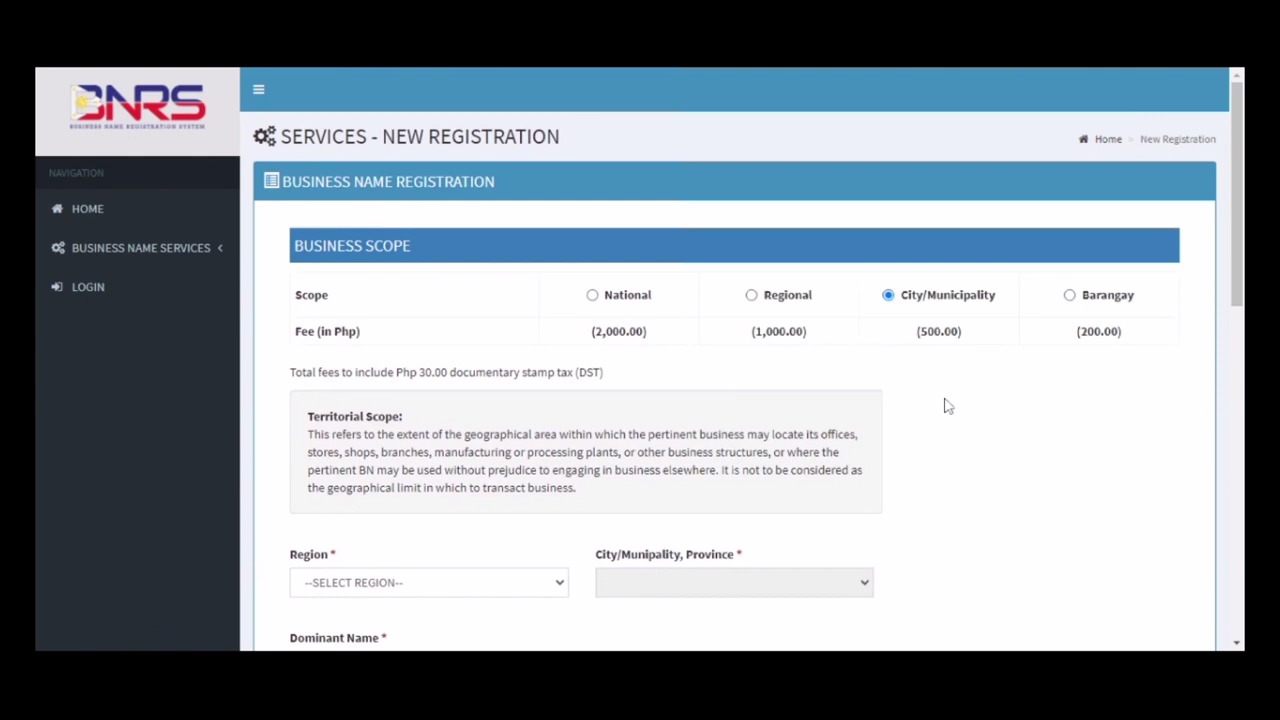 BNRS
BUSINESS NAME REGISTRATION SYSTEM
NAVIGATION
HOME
BUSINESS NAME SERVICES <
LOGIN
SERVICES - NEW REGISTRATION
Home » New Registration
BUSINESS NAME REGISTRATION
BUSINESS SCOPE
Scope National Regional City/Municipality Barangay
Fee (in Php) (2,000.00) (1,000.00) (500.00) (200.00)
Total fees to include Php 30.00 documentary stamp tax (DST)
Territorial Scope:
This refers to the extent of the geographical area within which the pertinent business may locate its offices,
stores, shops, branches, manufacturing or processing plants, or other business structures, or where the
pertinent BN may be used without prejudice to engaging in business elsewhere. It is not to be considered as
the geographical limit in which to transact business.
Region * City/Munipality, Province *
--SELECT REGION--
Dominant Name *